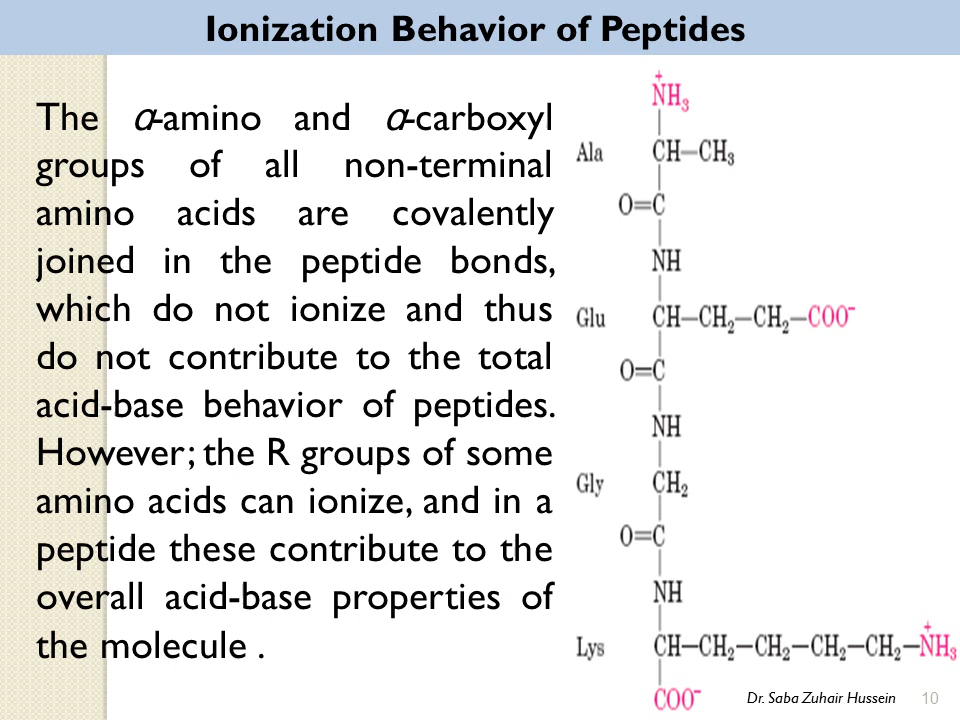 Ionization Behavior of Peptides
The α-amino and α-carboxyl
groups of all non-terminal
amino acids are covalently
joined in the peptide bonds,
which do not ionize and thus
do not contribute to the total
acid-base behavior of peptides.
However; the R groups of some
amino acids can ionize, and in a
peptide these contribute to the
overall acid-base properties of
the molecule .
+
NH₃
Ala CH—CH₃
O=C
NH
Glu CH—CH₂—CH₂—COO⁻
O=C
NH
Gly CH₂
O=C
NH
+
Lys CH—CH₂—CH₂—CH₂—CH₂—NH₃
COO⁻
Dr. Saba Zuhair Hussein 10